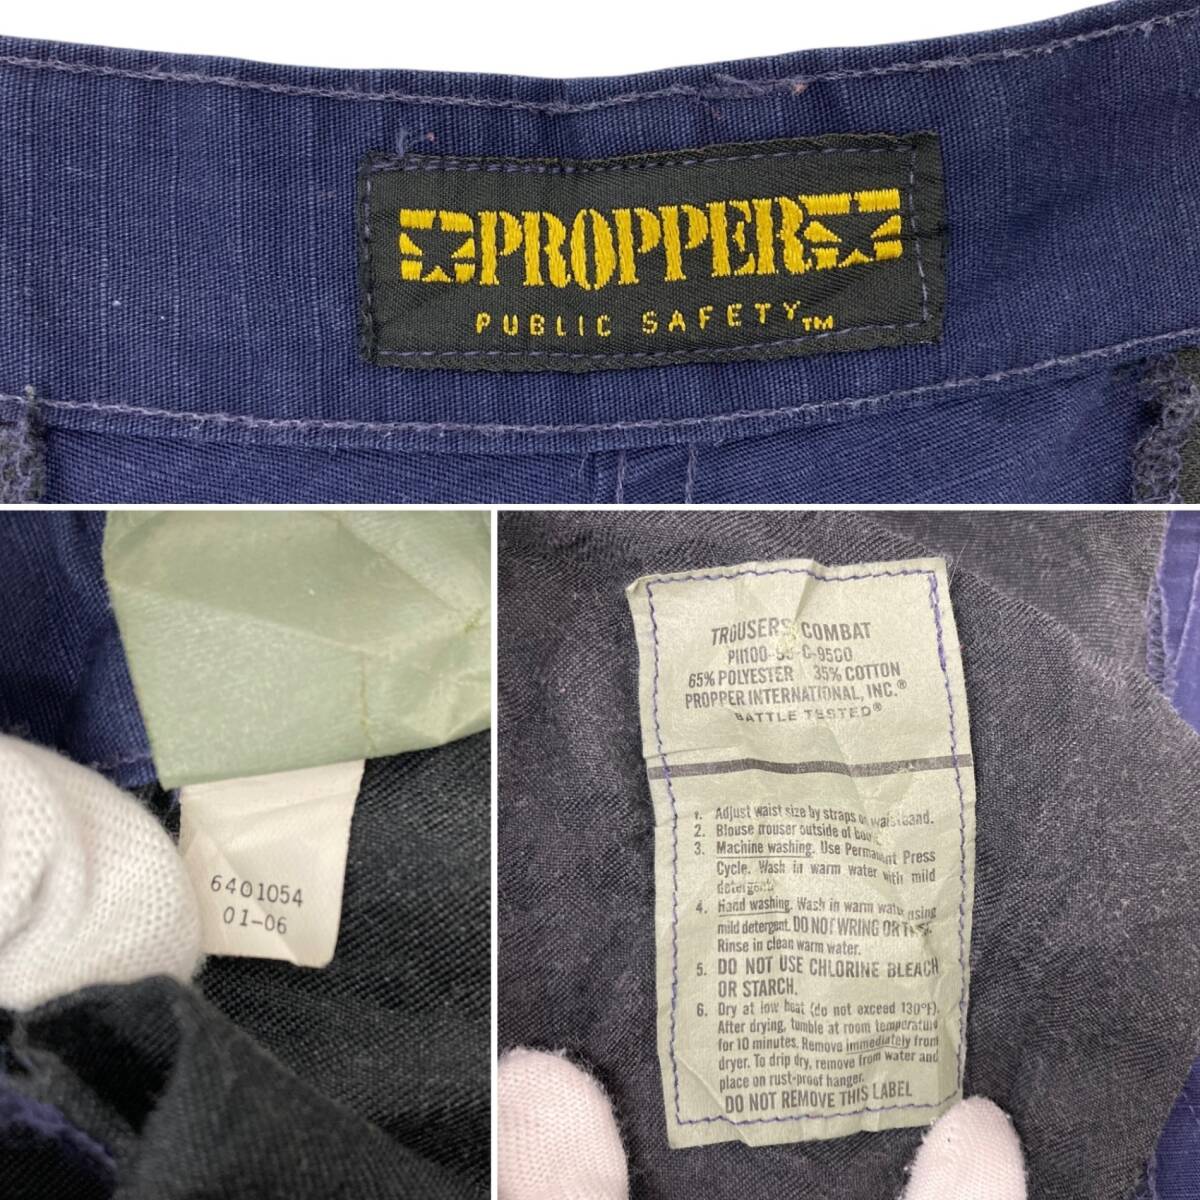 PROPPER
PUBLIC SAFETY™
6401054
01-06
TROUSERS COMBAT
65% POLYESTER 35% COTTON
PROPPER INTERNATIONAL, INC.®
BATTLE TESTED®
1. Adjust waist size by straps on waistband.
2. Blouse trouser outside of
3. Machine washing. Use Permanent Press
Cycle. Wash in warm water with mild
detergent.
4. Hand washing. Wash in warm water using
mild detergent. DO NOT WRING OR
Rinse in clean warm water.
5. DO NOT USE CHLORINE BLEACH
OR STARCH.
6. Dry at low heat (do not exceed 130°F).
After drying, tumble at room temperature
for 10 minutes. Remove immediately from
dryer. To drip dry, remove from water and
place on rust-proof hanger.
DO NOT REMOVE THIS LABEL